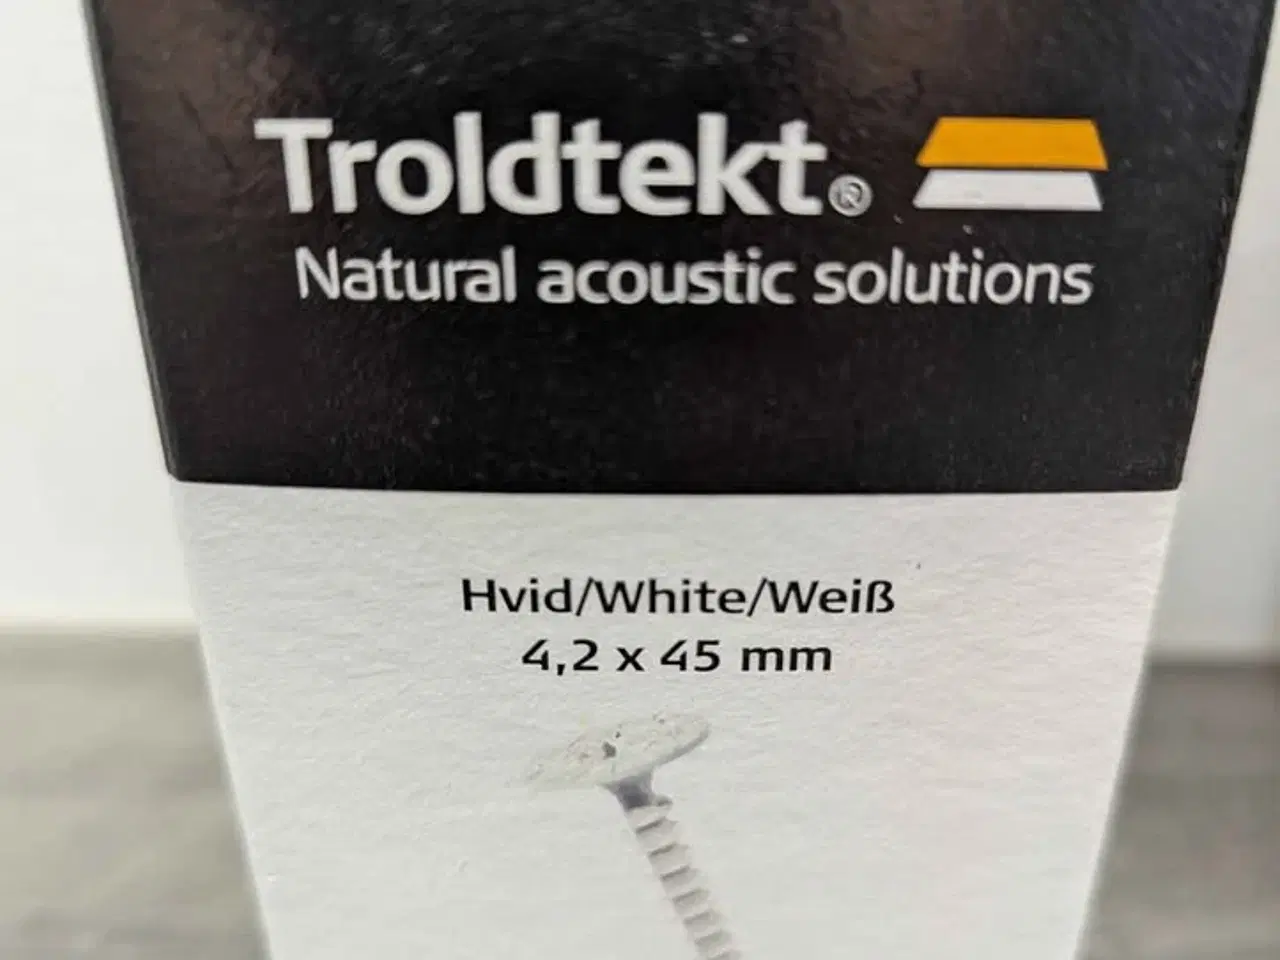 Troldtekt®
Natural acoustic solutions
Hvid/White/Weiß
4,2 x 45 mm